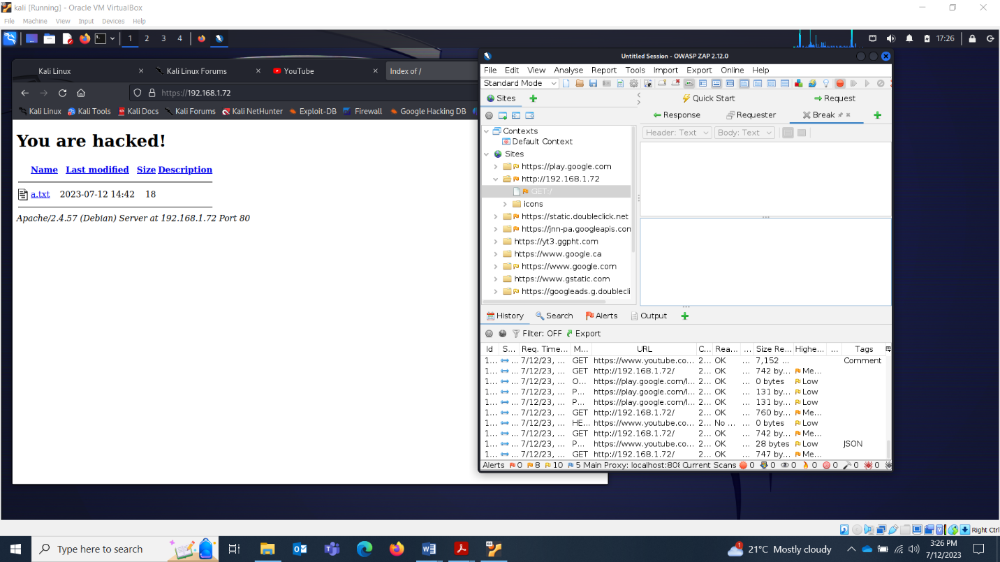 kali [Running] - Oracle VM VirtualBox
File Machine View Input Devices Help
1 2 3 4 17:26
Kali Linux Kali Linux Forums YouTube Index of /
https://192.168.1.72
Kali Linux Kali Tools Kali Docs Kali Forums Kali NetHunter Exploit-DB Firewall Google Hacking DB
You are hacked!
Name Last modified Size Description
a.txt 2023-07-12 14:42 18
Apache/2.4.57 (Debian) Server at 192.168.1.72 Port 80
Untitled Session - OWASP ZAP 2.12.0
File Edit View Analyse Report Tools Import Export Online Help
Standard Mode
Sites
Quick Start Request
Response Requester Break
Header: Text Body: Text
Contexts
Default Context
Sites
https://play.google.com
http://192.168.1.72
GET:/
icons
https://static.doubleclick.net
https://jnn-pa.googleapis.con
https://yt3.ggpht.com
https://www.google.ca
https://www.google.com
https://www.gstatic.com
https://googleads.g.doublecli
History Search Alerts Output
Filter: OFF Export
Id S... Req. Time... M... URL C... Rea... ... Size Re... Highe... ... Tags
1... ... 7/12/23, ... GET https://www.youtube.co... 2... OK ... 7,152 ... Comment
1... ... 7/12/23, ... GET http://192.168.1.72/ 2... OK ... 742 by... Me...
1... ... 7/12/23, ... O... https://play.google.com/l... 2... OK ... 0 bytes Low
1... ... 7/12/23, ... P... https://play.google.com/l... 2... OK ... 131 by... Low
1... ... 7/12/23, ... P... https://play.google.com/l... 2... OK ... 131 by... Low
1... ... 7/12/23, ... GET http://192.168.1.72/ 2... OK ... 760 by... Me...
1... ... 7/12/23, ... HE... https://www.youtube.co... 2... No ... ... 0 bytes Low
1... ... 7/12/23, ... GET http://192.168.1.72/ 2... OK ... 742 by... Me...
1... ... 7/12/23, ... P... https://www.youtube.co... 2... OK ... 28 bytes Low JSON
1... ... 7/12/23, ... GET http://192.168.1.72/ 2... OK ... 747 by... Me...
Alerts 0 8 10 5 Main Proxy: localhost:808 Current Scans 0 0 0 0 0 0 0
Right Ctrl
Type here to search
21°C Mostly cloudy
3:26 PM
7/12/2023